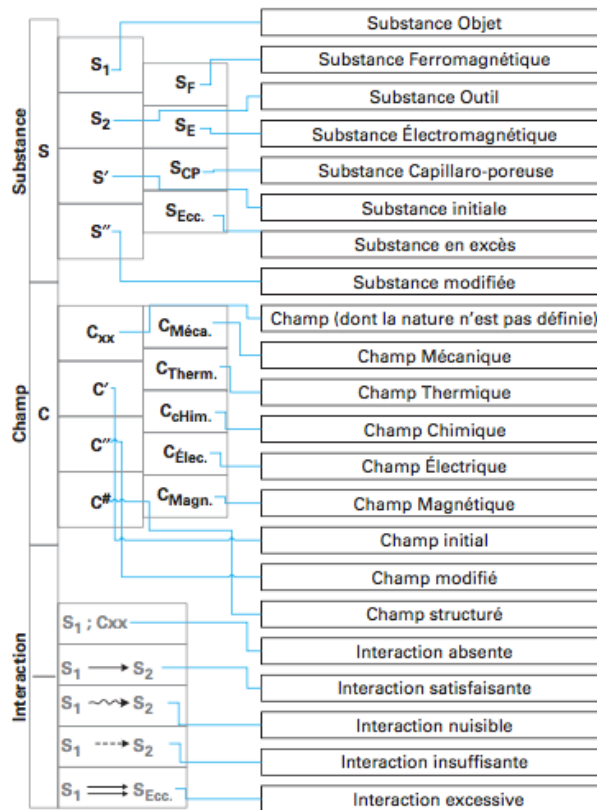 Substance
S
S1
S2
S′
S″
SF
SE
SCP
SEcc.
Substance Objet
Substance Ferromagnétique
Substance Outil
Substance Électromagnétique
Substance Capillaro-poreuse
Substance initiale
Substance en excès
Substance modifiée
Champ
C
Cxx
C′
C″
C#
CMéca.
CTherm.
CcHim.
CÉlec.
CMagn.
Champ (dont la nature n'est pas définie)
Champ Mécanique
Champ Thermique
Champ Chimique
Champ Électrique
Champ Magnétique
Champ initial
Champ modifié
Champ structuré
Interaction
S1 ; Cxx
S1 S2
S1 S2
S1 S2
S1 SEcc.
Interaction absente
Interaction satisfaisante
Interaction nuisible
Interaction insuffisante
Interaction excessive